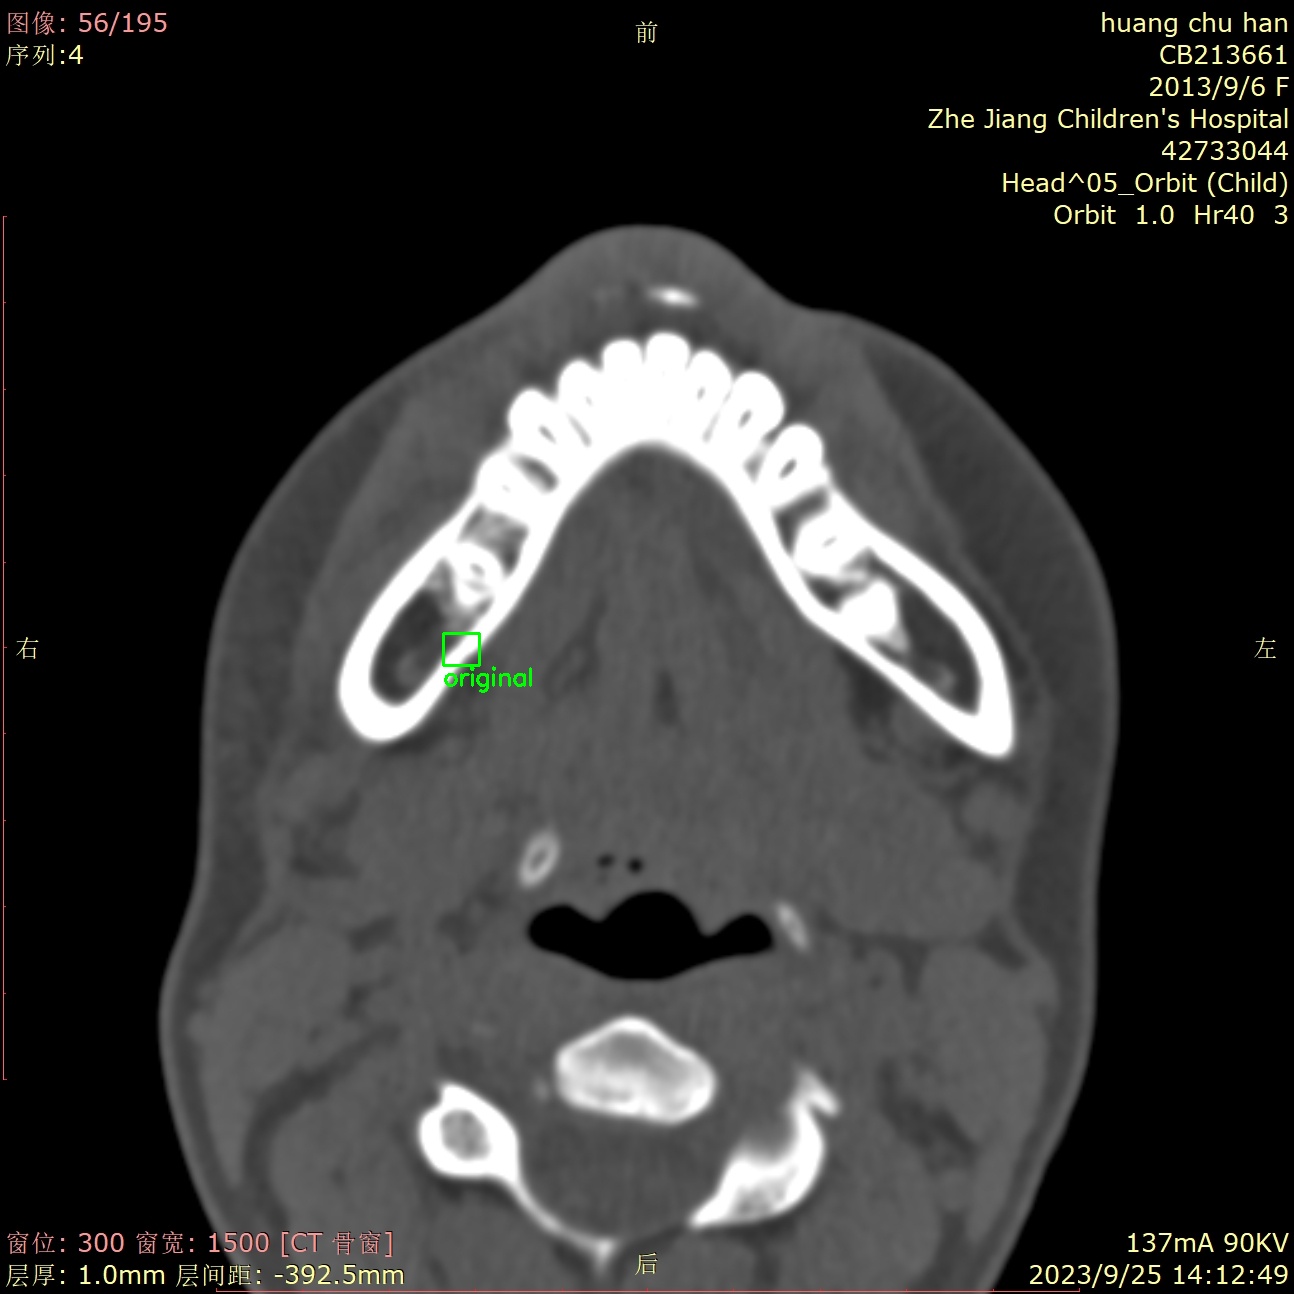 图像: 56/195
序列:4
前
huang chu han
CB213661
2013/9/6 F
Zhe Jiang Children's Hospital
42733044
Head^05_Orbit (Child)
Orbit 1.0 Hr40 3
右
左
original
窗位: 300 窗宽: 1500 [CT 骨窗]
层厚: 1.0mm 层间距: -392.5mm
后
137mA 90KV
2023/9/25 14:12:49